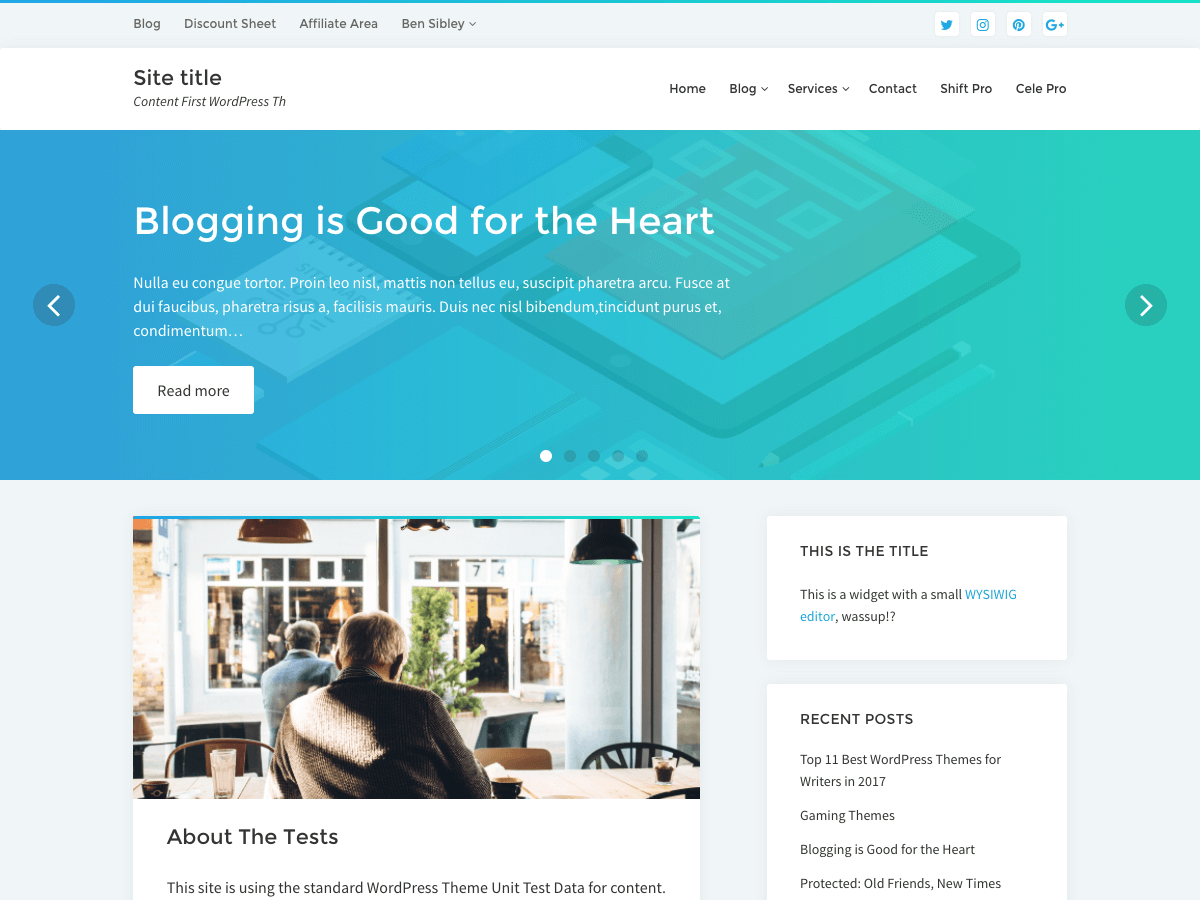 Blog Discount Sheet Affiliate Area Ben Sibley
G+
Site title
Content First WordPress Th
Home Blog Services Contact Shift Pro Cele Pro
Blogging is Good for the Heart
Nulla eu congue tortor. Proin leo nisl, mattis non tellus eu, suscipit pharetra arcu. Fusce at
dui faucibus, pharetra risus a, facilisis mauris. Duis nec nisl bibendum,tincidunt purus et,
condimentum…
Read more
7 4
About The Tests
This site is using the standard WordPress Theme Unit Test Data for content.
THIS IS THE TITLE
This is a widget with a small WYSIWIG
editor, wassup!?
RECENT POSTS
Top 11 Best WordPress Themes for
Writers in 2017
Gaming Themes
Blogging is Good for the Heart
Protected: Old Friends, New Times